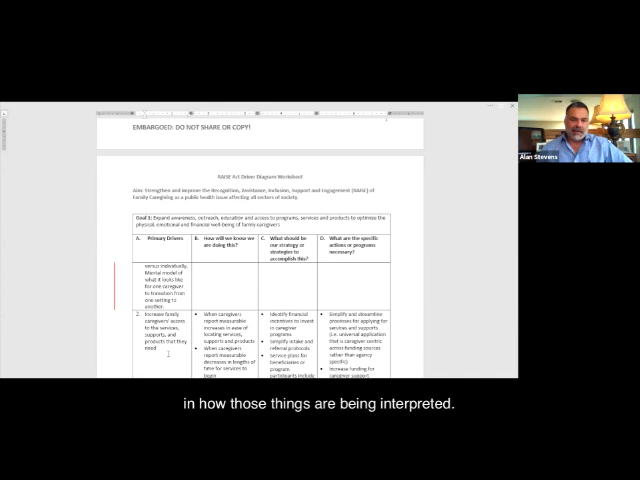 EMBARGOED: DO NOT SHARE OR COPY!
Alan Stevens
RAISE Act Driver Diagram Worksheet
Aim: Strengthen and improve the Recognition, Assistance, Inclusion, Support and Engagement (RAISE) of
Family Caregiving as a public health issue affecting all sectors of society.
Goal 1: Expand awareness, outreach, education and access to programs, services and products to optimize the
physical, emotional and financial well-being of family caregivers
A. Primary Drivers
B. How will we know we
are doing this?
C. What should be
our strategy or
strategies to
accomplish this?
D. What are the specific
actions or programs
necessary?
versus individually.
Mental model of
what it looks like
for one caregiver
to transition from
one setting to
another.
2. Increase family
caregivers' access
to the services,
supports, and
products that they
need
• When caregivers
report measurable
increases in ease of
locating services,
supports and products
• When caregivers
report measurable
decreases in lengths of
time for services to
begin
• Identify financial
incentives to invest
in caregiver
programs
• Simplify intake and
referral protocols
• Service plans for
beneficiaries or
program
participants include
• Simplify and streamline
processes for applying for
services and supports
(i.e. universal application
that is caregiver centric
across funding sources
rather than agency
specific)
• Increase funding for
caregiver support
in how those things are being interpreted.